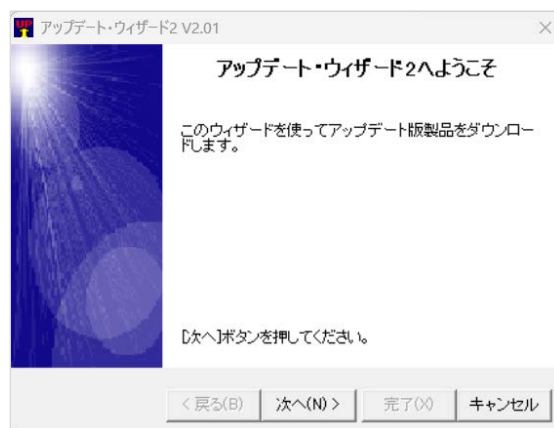 UP
アップデート・ウィザード2 V2.01
アップデート・ウィザード2へようこそ
このウィザードを使ってアップデート版製品をダウンロー
ドします。
[次へ]ボタンを押してください。
< 戻る(B) 次へ(N) > 完了(X) キャンセル